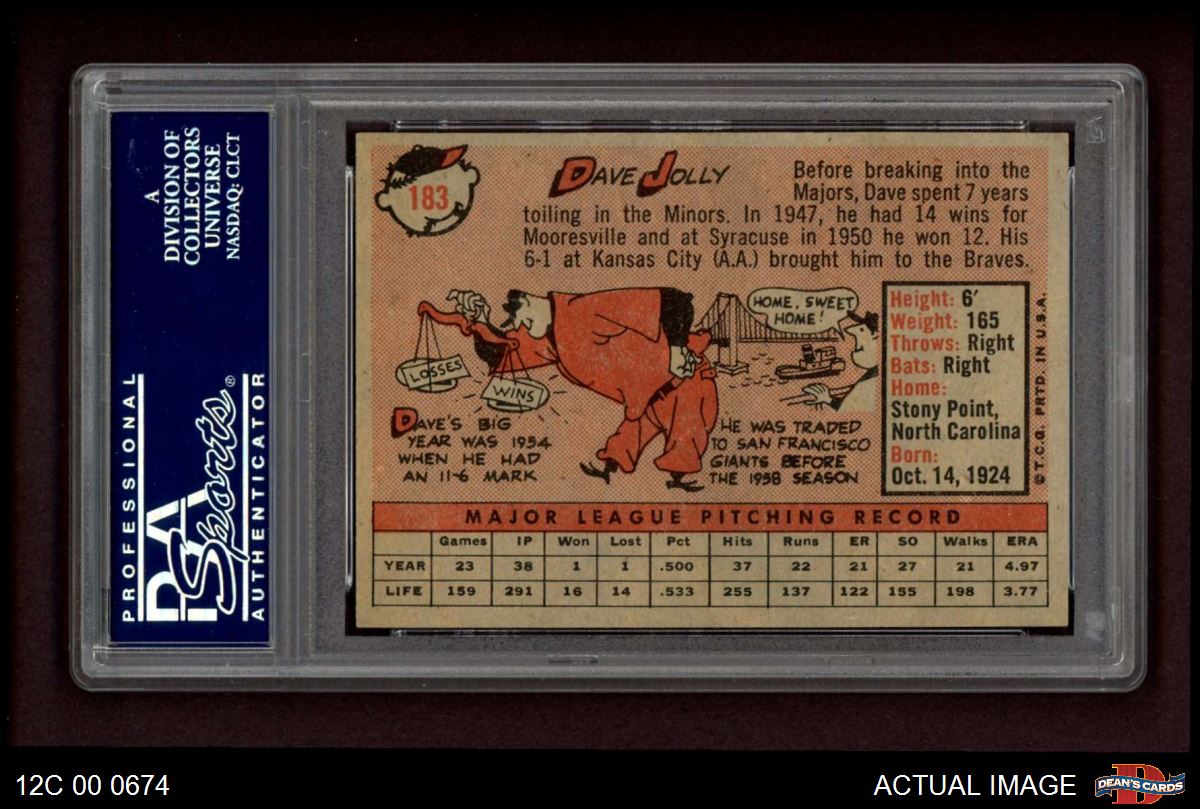 A
DIVISION OF
COLLECTORS
UNIVERSE
NASDAQ: CLCT
PROFESSIONAL
PSA
Sports®
AUTHENTICATOR
183
DAVE JOLLY
Before breaking into the
Majors, Dave spent 7 years
toiling in the Minors. In 1947, he had 14 wins for
Mooresville and at Syracuse in 1950 he won 12. His
6-1 at Kansas City (A.A.) brought him to the Braves.
LOSSES
WINS
DAVE'S BIG
YEAR WAS 1954
WHEN HE HAD
AN 11-6 MARK
HOME, SWEET
HOME!
HE WAS TRADED
TO SAN FRANCISCO
GIANTS BEFORE
THE 1958 SEASON
Height: 6'
Weight: 165
Throws: Right
Bats: Right
Home:
Stony Point,
North Carolina
Born:
Oct. 14, 1924
© T.C.G. PRTD. IN U.S.A.
MAJOR LEAGUE PITCHING RECORD
Games IP Won Lost Pct Hits Runs ER SO Walks ERA
YEAR 23 38 1 1 .500 37 22 21 27 21 4.97
LIFE 159 291 16 14 .533 255 137 122 155 198 3.77
12C 00 0674
ACTUAL IMAGE
DEAN'S CARDS